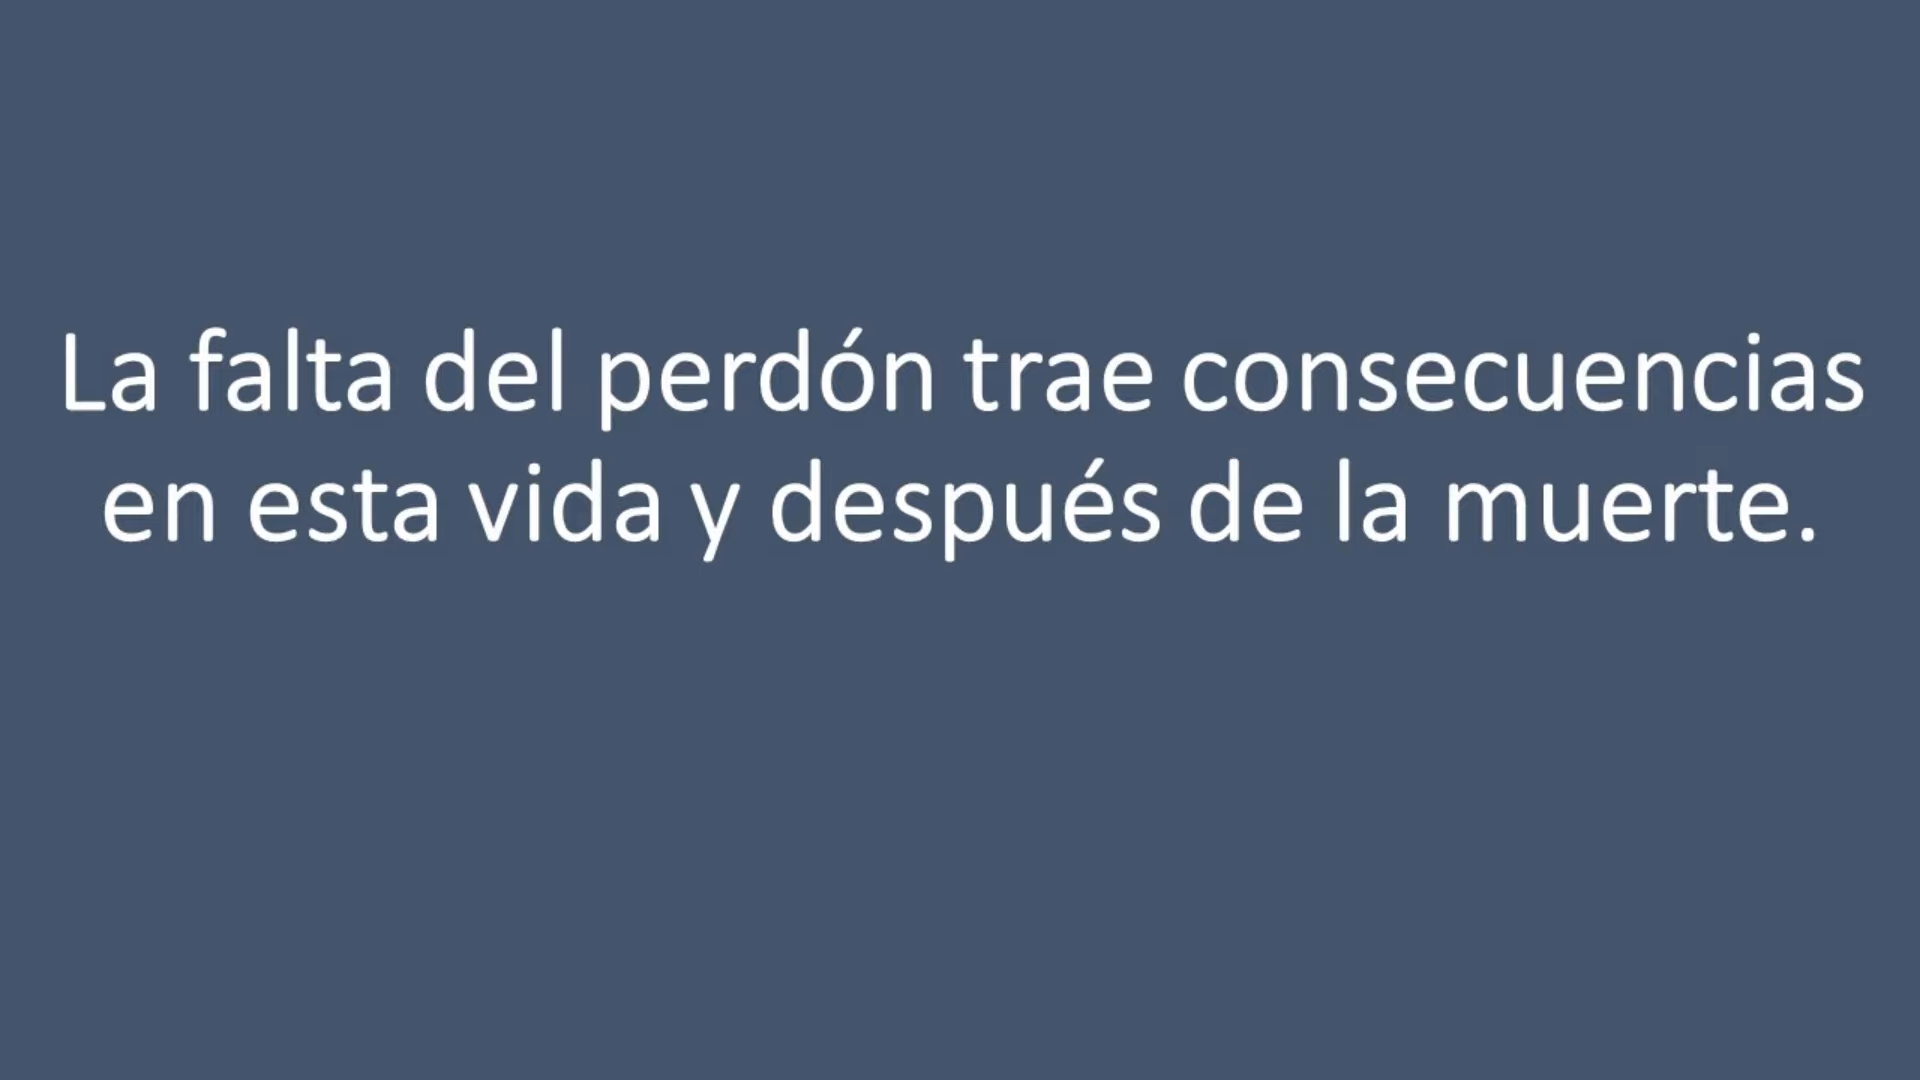 La falta del perdón trae consecuencias
en esta vida y después de la muerte.